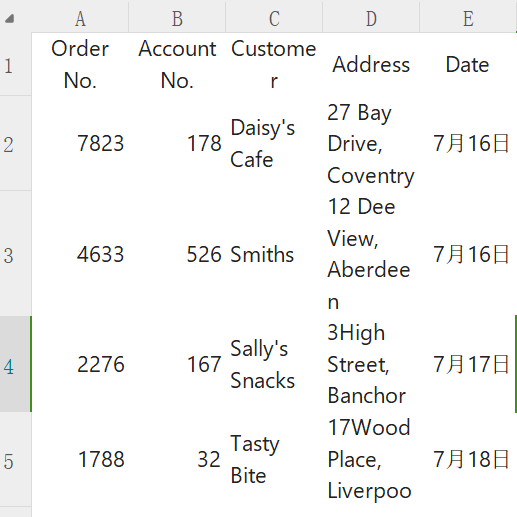 A B C D E
1 Order No. Account No. Customer Address Date
2 7823 178 Daisy's Cafe 27 Bay Drive, Coventry 7月16日
3 4633 526 Smiths 12 Dee View, Aberdeen 7月16日
4 2276 167 Sally's Snacks 3High Street, Banchor 7月17日
5 1788 32 Tasty Bite 17Wood Place, Liverpoo 7月18日